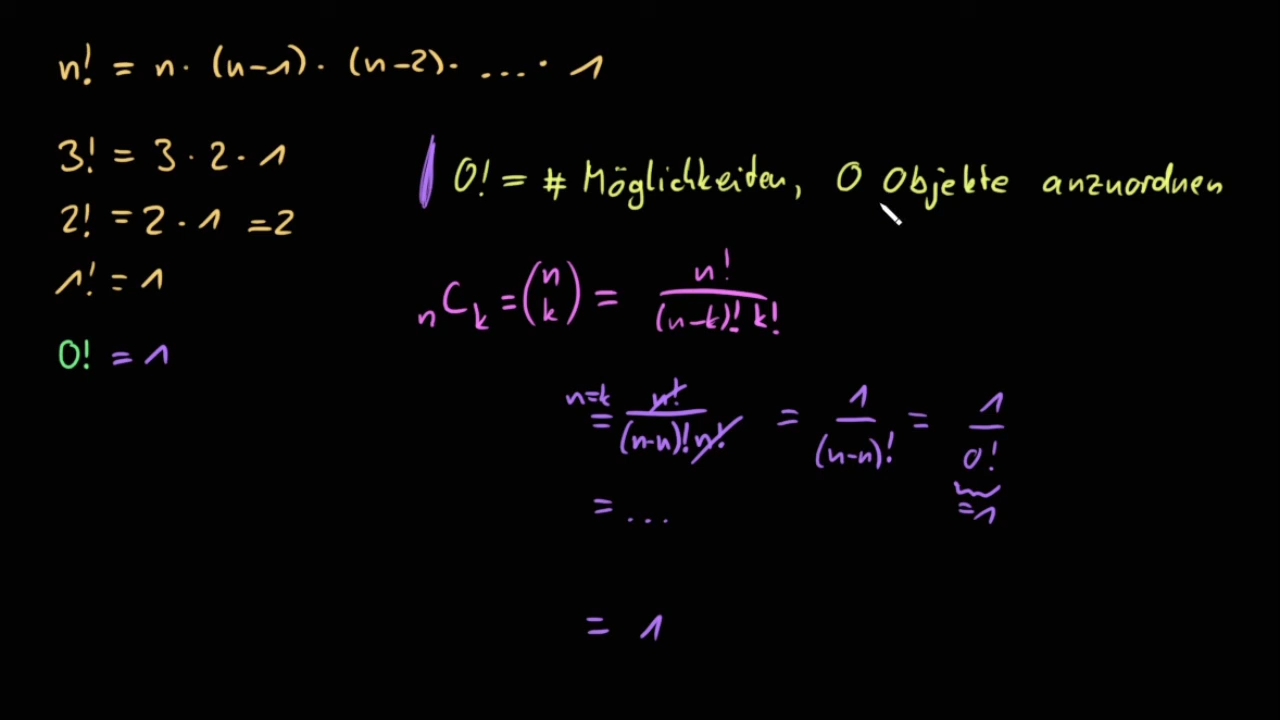 n! = n · (n-1) · (n-2) · ... · 1
3! = 3 · 2 · 1
0! = # Möglichkeiten, 0 Objekte anzuordnen
2! = 2 · 1 = 2
1! = 1
nCk = (n k) = n! / (n-k)! k!
0! = 1
n=k = n! / (n-n)! n! = 1 / (n-n)! = 1 / 0!
= 1
= ...
= 1